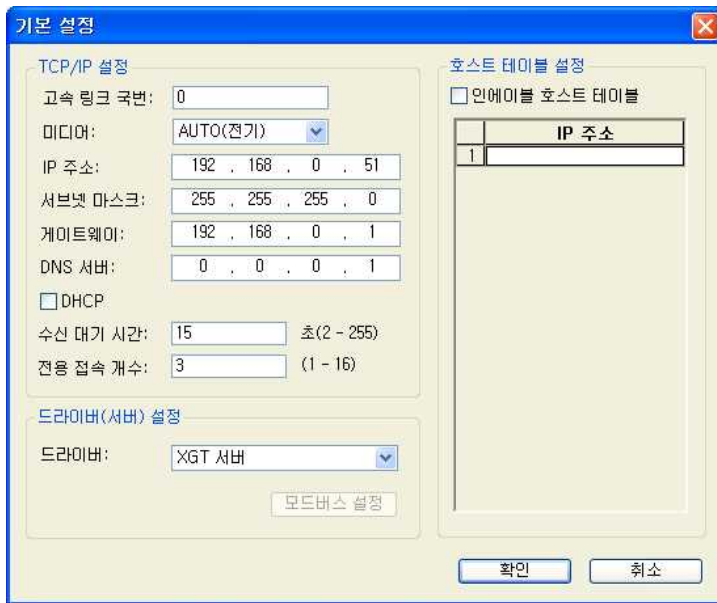 기본 설정
TCP/IP 설정
고속 링크 국번: 0
미디어: AUTO(전기)
IP 주소: 192 . 168 . 0 . 51
서브넷 마스크: 255 . 255 . 255 . 0
게이트웨이: 192 . 168 . 0 . 1
DNS 서버: 0 . 0 . 0 . 1
DHCP
수신 대기 시간: 15 초(2 - 255)
전용 접속 개수: 3 (1 - 16)
드라이버(서버) 설정
드라이버: XGT 서버
모드버스 설정
호스트 테이블 설정
인에이블 호스트 테이블
IP 주소
1
확인 취소